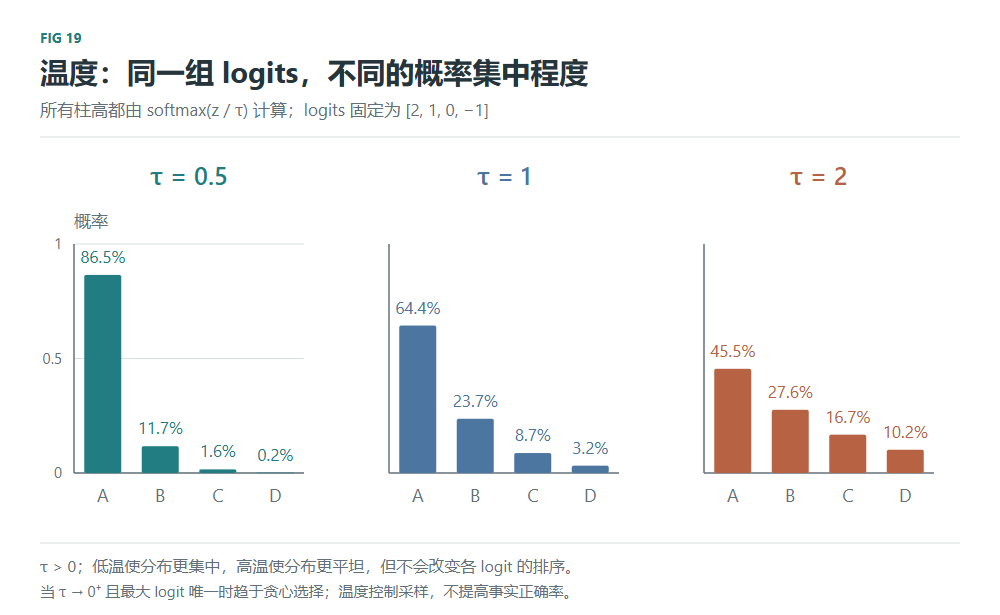 FIG 19
温度：同一组 logits，不同的概率集中程度
所有柱高都由 softmax(z / τ) 计算；logits 固定为 [2, 1, 0, −1]
τ = 0.5
τ = 1
τ = 2
概率
1
0.5
0
86.5%
11.7%
1.6%
0.2%
A
B
C
D
64.4%
23.7%
8.7%
3.2%
A
B
C
D
45.5%
27.6%
16.7%
10.2%
A
B
C
D
τ > 0；低温使分布更集中，高温使分布更平坦，但不会改变各 logit 的排序。
当 τ → 0⁺ 且最大 logit 唯一时趋于贪心选择；温度控制采样，不提高事实正确率。